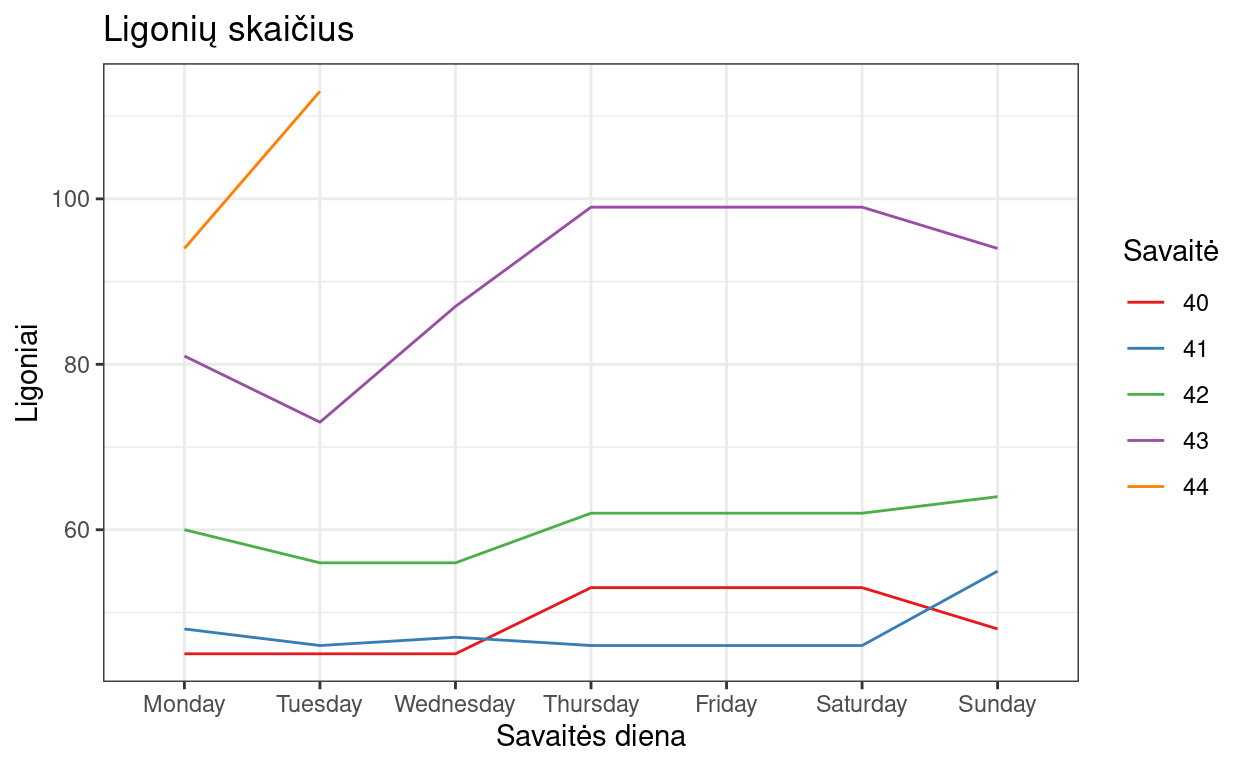 Ligonių skaičius
Ligoniai
100
80
60
Monday Tuesday Wednesday Thursday Friday Saturday Sunday
Savaitės diena
Savaitė
40
41
42
43
44